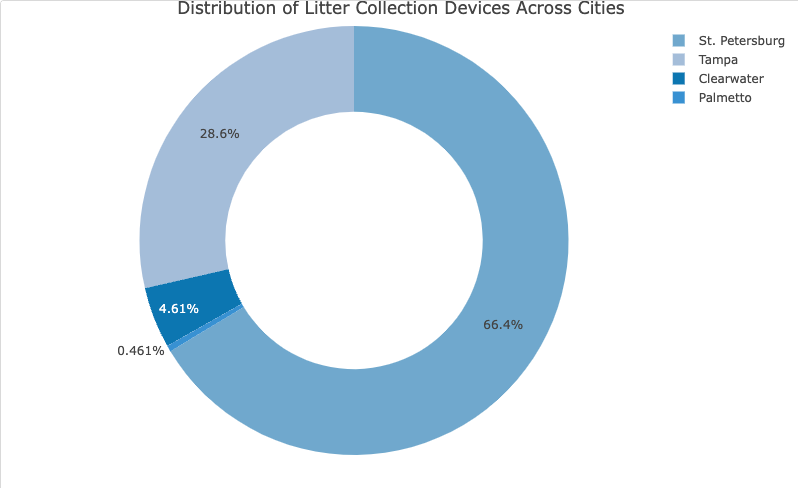 Distribution of Litter Collection Devices Across Cities
St. Petersburg
Tampa
Clearwater
Palmetto
28.6%
4.61%
0.461%
66.4%